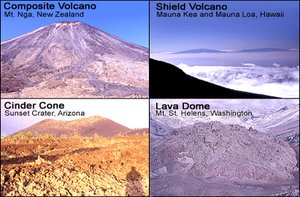 Composite Volcano
Mt. Nga, New Zealand
Shield Volcano
Mauna Kea and Mauna Loa, Hawaii
Cinder Cone
Sunset Crater, Arizona
Lava Dome
Mt. St. Helens, Washington